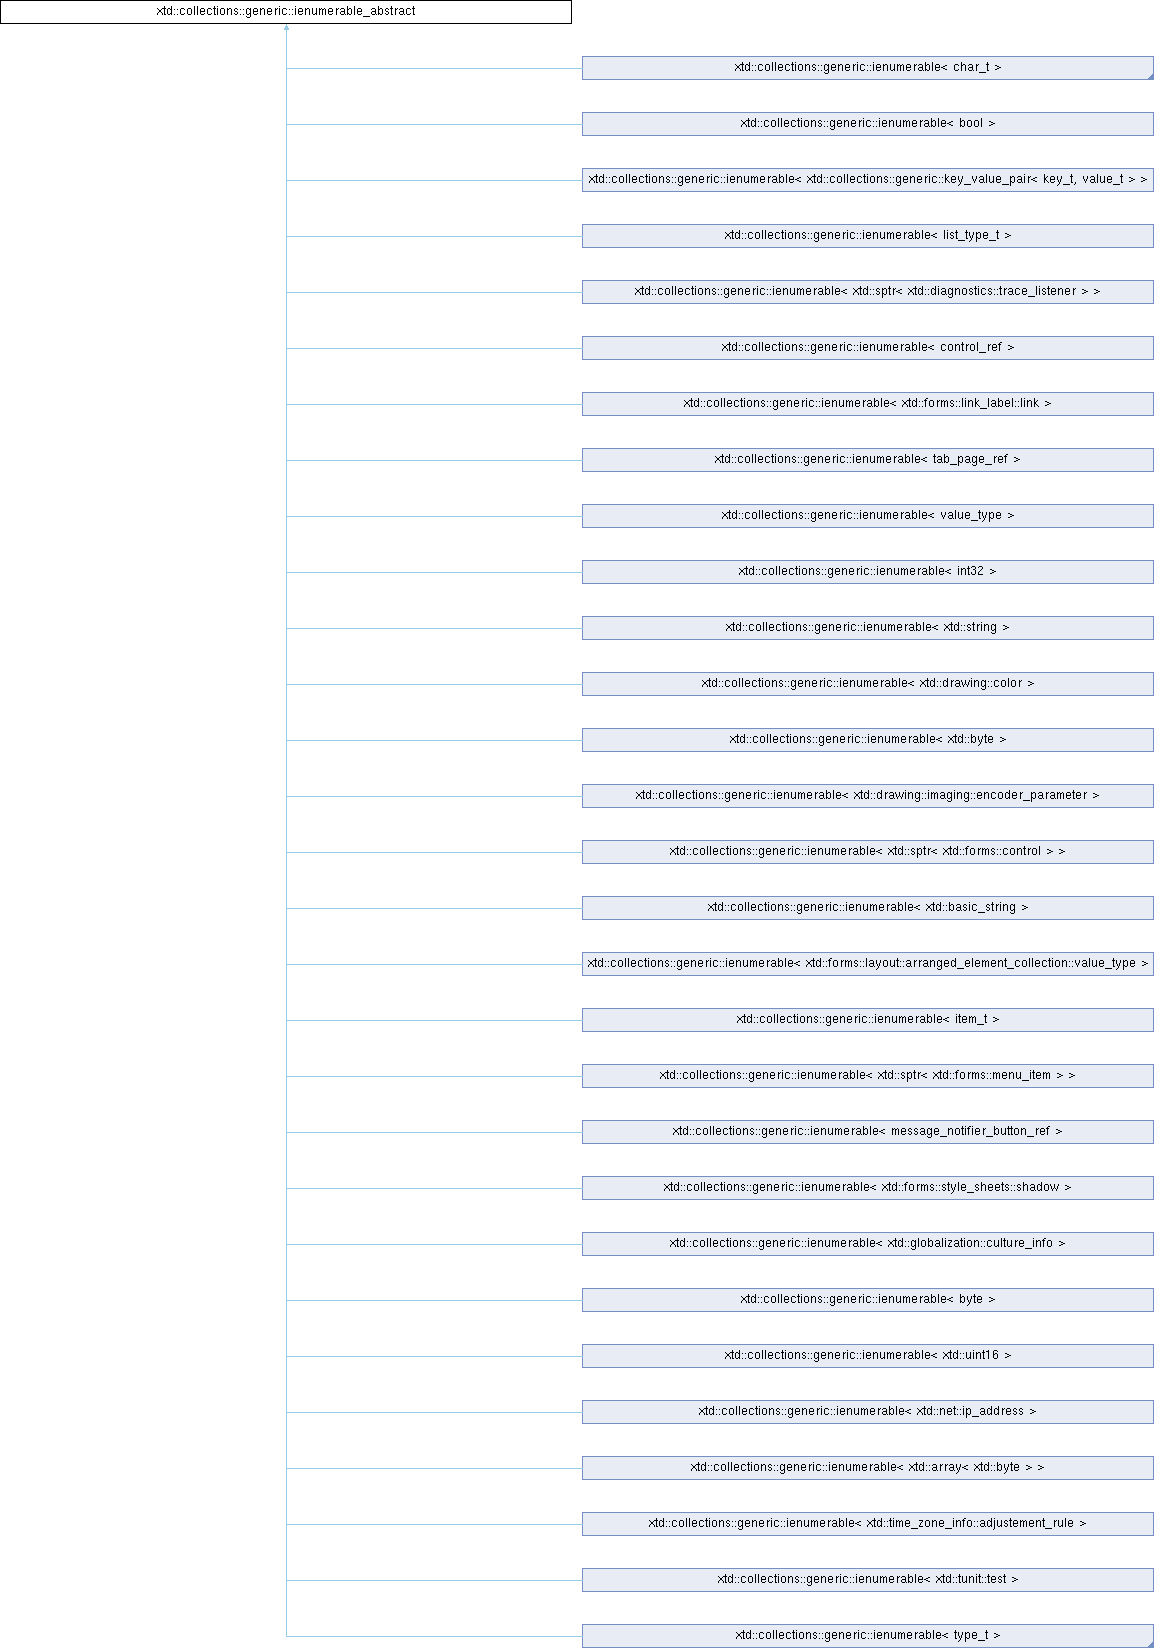 xtd::collections::generic::ienumerable_abstract
xtd::collections::generic::ienumerable< char_t >
xtd::collections::generic::ienumerable< bool >
xtd::collections::generic::ienumerable< xtd::collections::generic::key_value_pair< key_t, value_t > >
xtd::collections::generic::ienumerable< list_type_t >
xtd::collections::generic::ienumerable< xtd::sptr< xtd::diagnostics::trace_listener > >
xtd::collections::generic::ienumerable< control_ref >
xtd::collections::generic::ienumerable< xtd::forms::link_label::link >
xtd::collections::generic::ienumerable< tab_page_ref >
xtd::collections::generic::ienumerable< value_type >
xtd::collections::generic::ienumerable< int32 >
xtd::collections::generic::ienumerable< xtd::string >
xtd::collections::generic::ienumerable< xtd::drawing::color >
xtd::collections::generic::ienumerable< xtd::byte >
xtd::collections::generic::ienumerable< xtd::drawing::imaging::encoder_parameter >
xtd::collections::generic::ienumerable< xtd::sptr< xtd::forms::control > >
xtd::collections::generic::ienumerable< xtd::basic_string >
xtd::collections::generic::ienumerable< xtd::forms::layout::arranged_element_collection::value_type >
xtd::collections::generic::ienumerable< item_t >
xtd::collections::generic::ienumerable< xtd::sptr< xtd::forms::menu_item > >
xtd::collections::generic::ienumerable< message_notifier_button_ref >
xtd::collections::generic::ienumerable< xtd::forms::style_sheets::shadow >
xtd::collections::generic::ienumerable< xtd::globalization::culture_info >
xtd::collections::generic::ienumerable< byte >
xtd::collections::generic::ienumerable< xtd::uint16 >
xtd::collections::generic::ienumerable< xtd::net::ip_address >
xtd::collections::generic::ienumerable< xtd::array< xtd::byte > >
xtd::collections::generic::ienumerable< xtd::time_zone_info::adjustement_rule >
xtd::collections::generic::ienumerable< xtd::tunit::test >
xtd::collections::generic::ienumerable< type_t >